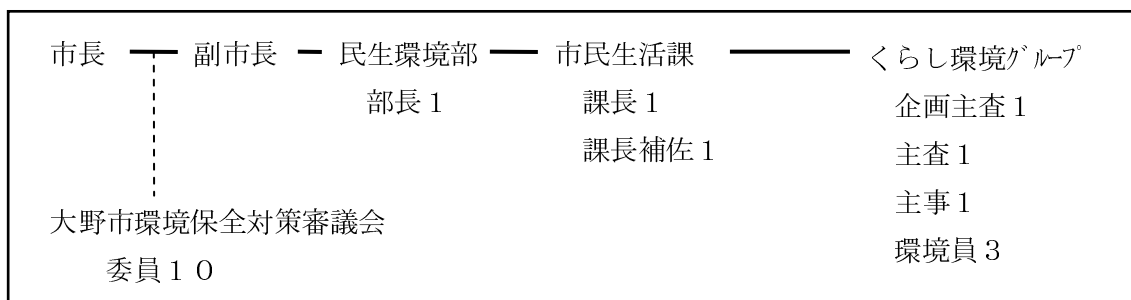 市長 副市長 民生環境部 市民生活課 くらし環境ｸﾞﾙｰﾌﾟ
部長１ 課長１ 企画主査１
課長補佐１ 主査１
主事１
大野市環境保全対策審議会
環境員３
委員１０